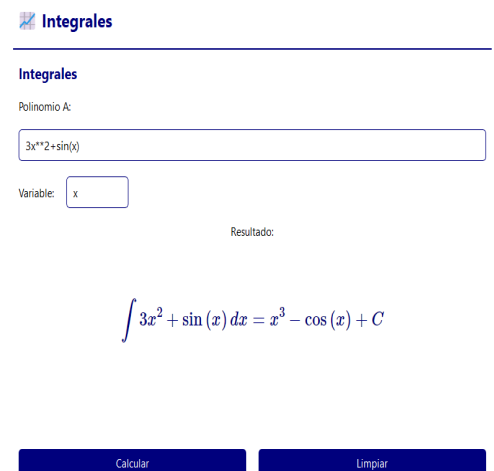 📈 Integrales
Integrales
Polinomio A:
3x**2+sin(x)
Variable: x
Resultado:
∫ 3x² + sin (x) dx = x³ − cos (x) + C
Calcular Limpiar